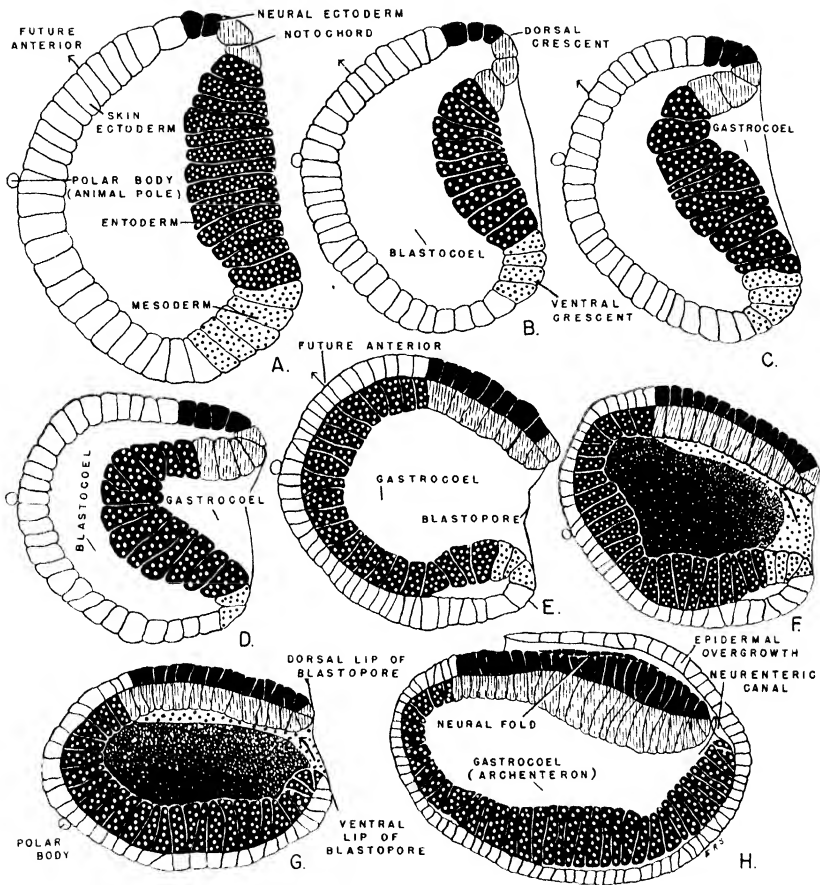 NEURAL ECTODERM
NOTOCHORD
FUTURE
ANTERIOR
SKIN
ECTODERM
POLAR BODY
(ANIMAL POLE)
ENTODERM
MESODERM
A.
DORSAL
CRESCENT
BLASTOCOEL
VENTRAL
CRESCENT
B.
GASTROCOEL
C.
BLASTOCOEL
GASTROCOEL
D.
FUTURE ANTERIOR
GASTROCOEL
BLASTOPORE
E.
F.
DORSAL LIP OF
BLASTOPORE
VENTRAL
LIP OF
BLASTOPORE
POLAR
BODY
G.
EPIDERMAL
OVERGROWTH
NEURENTERIC
CANAL
NEURAL FOLD
GASTROCOEL
(ARCHENTERON)
H.